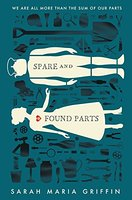 WE ARE ALL MORE THAN THE SUM OF OUR PARTS
SPARE AND
FOUND PARTS
SARAH MARIA GRIFFIN